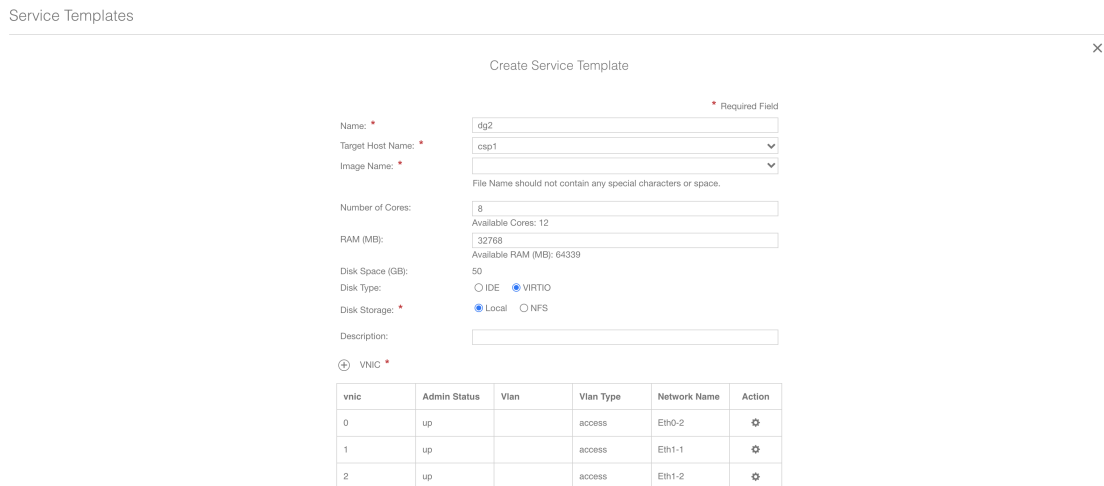 Service Templates
Create Service Template
* Required Field
Name: * dg2
Target Host Name: * csp1
Image Name: *
File Name should not contain any special characters or space.
Number of Cores: 8
Available Cores: 12
RAM (MB): 32768
Available RAM (MB): 64339
Disk Space (GB): 50
Disk Type: IDE VIRTIO
Disk Storage: * Local NFS
Description:
VNIC *
vnic Admin Status Vlan Vlan Type Network Name Action
0 up access Eth0-2
1 up access Eth1-1
2 up access Eth1-2